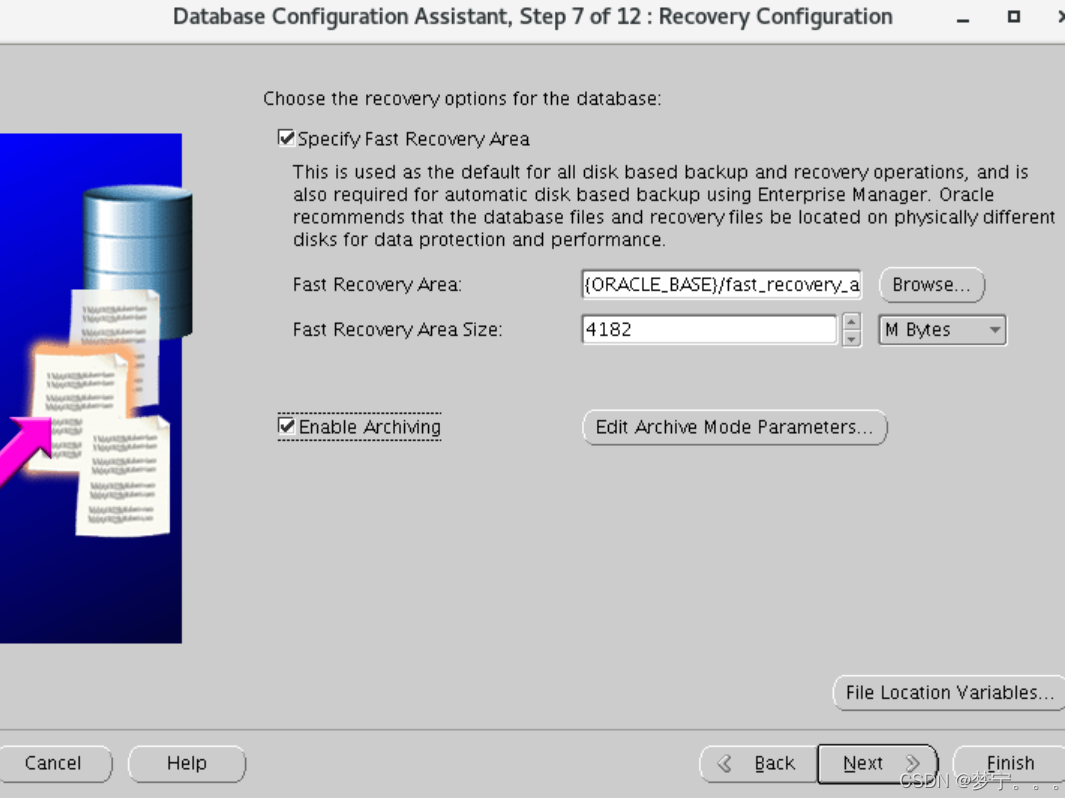 Database Configuration Assistant, Step 7 of 12 : Recovery Configuration
Choose the recovery options for the database:
Specify Fast Recovery Area
This is used as the default for all disk based backup and recovery operations, and is
also required for automatic disk based backup using Enterprise Manager. Oracle
recommends that the database files and recovery files be located on physically different
disks for data protection and performance.
Fast Recovery Area:
{ORACLE_BASE}/fast_recovery_a
Browse...
Fast Recovery Area Size:
4182
M Bytes
Enable Archiving
Edit Archive Mode Parameters...
File Location Variables...
Cancel
Help
Back
Next
Finish
CSDN @梦宁。。。